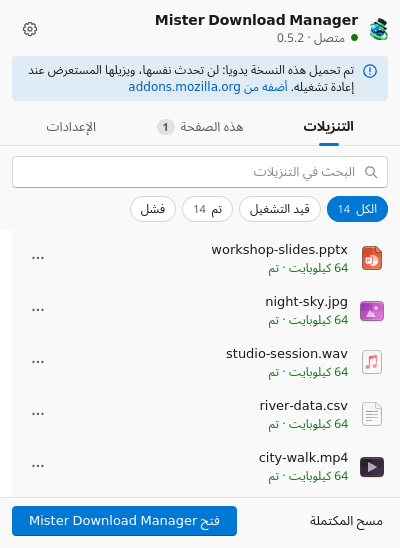 Mister Download Manager
متصل · 0.5.2
تم تحميل هذه النسخة يدويا: لن تحدث نفسها، ويزيلها المستعرض عند
إعادة تشغيله. أضفه من addons.mozilla.org
التنزيلات
هذه الصفحة 1
الإعدادات
البحث في التنزيلات
الكل 14
قيد التشغيل
تم 14
فشل
workshop-slides.pptx
64 كيلوبايت · تم
night-sky.jpg
64 كيلوبايت · تم
studio-session.wav
64 كيلوبايت · تم
river-data.csv
64 كيلوبايت · تم
city-walk.mp4
64 كيلوبايت · تم
مسح المكتملة
فتح Mister Download Manager